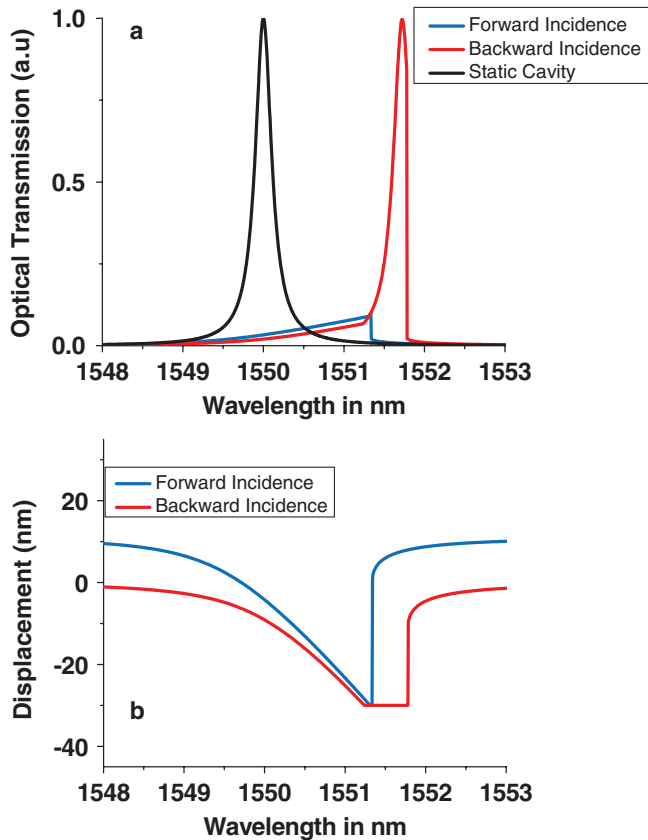 a
Forward Incidence
Backward Incidence
Static Cavity
Optical Transmission (a.u)
1.0
0.5
0.0
1548 1549 1550 1551 1552 1553
Wavelength in nm
Forward Incidence
Backward Incidence
Displacement (nm)
20
0
-20
-40
b
1548 1549 1550 1551 1552 1553
Wavelength in nm